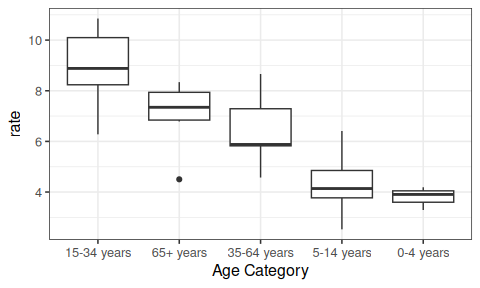 rate
10
8
6
4
15-34 years 65+ years 35-64 years 5-14 years 0-4 years
Age Category